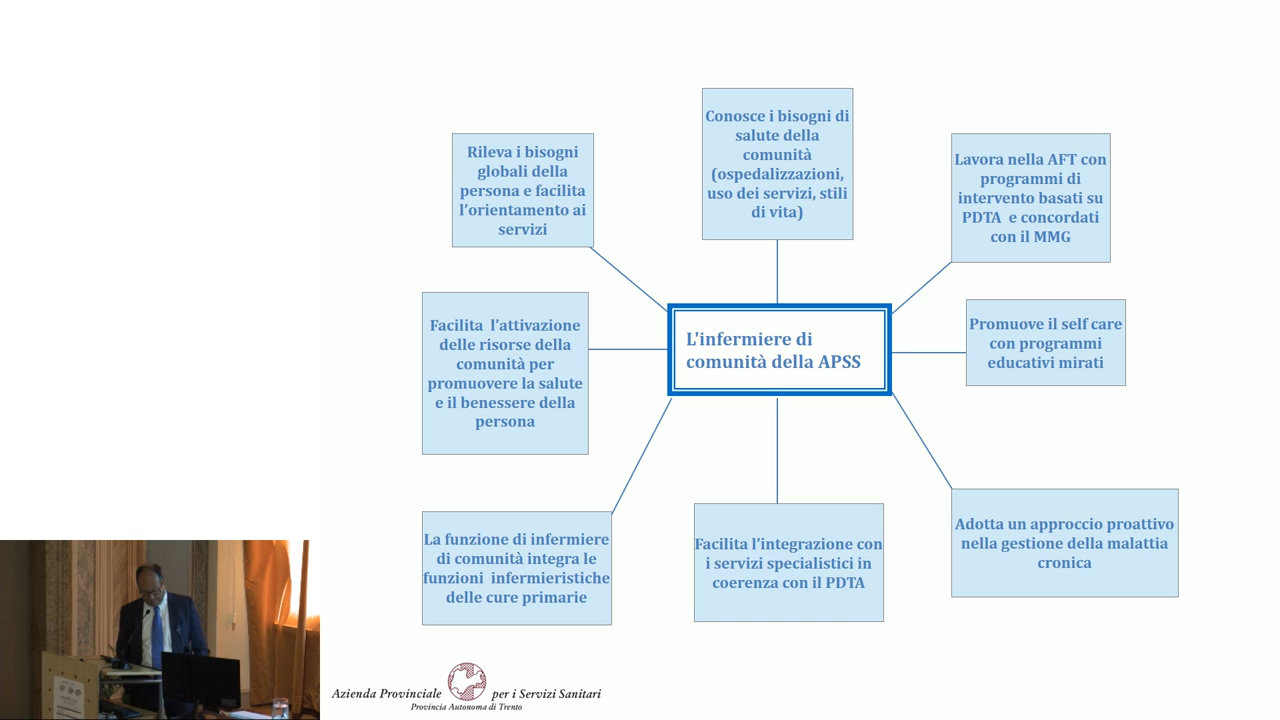 Conosce i bisogni di
salute della
comunità
(ospedalizzazioni,
uso dei servizi, stili
di vita)
Rileva i bisogni
globali della
persona e facilita
l'orientamento ai
servizi
Lavora nella AFT con
programmi di
intervento basati su
PDTA e concordati
con il MMG
Facilita l'attivazione
delle risorse della
comunità per
promuovere la salute
e il benessere della
persona
L'infermiere di
comunità della APSS
Promuove il self care
con programmi
educativi mirati
La funzione di infermiere
di comunità integra le
funzioni infermieristiche
delle cure primarie
Facilita l'integrazione con
i servizi specialistici in
coerenza con il PDTA
Adotta un approccio proattivo
nella gestione della malattia
cronica
Azienda Provinciale per i Servizi Sanitari
Provincia Autonoma di Trento